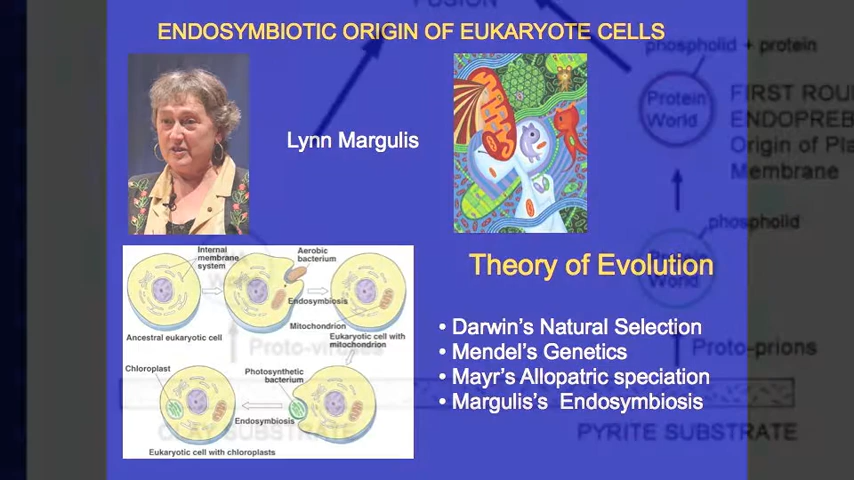 FUSION
ENDOSYMBIOTIC ORIGIN OF EUKARYOTE CELLS
phospholid + protein
Lynn Margulis
Protein
World
FIRST ROU
ENDOPREB
Origin of Pla
Membrane
phospholid
Internal
membrane
system
Aerobic
bacterium
Endosymbiosis
Mitochondrion
Ancestral eukaryotic cell
Eukaryotic cell with
mitochondrion
Chloroplast
Photosynthetic
bacterium
Endosymbiosis
Eukaryotic cell with chloroplasts
Theory of Evolution
World
• Darwin's Natural Selection
• Mendel's Genetics
• Mayr's Allopatric speciation
• Margulis's Endosymbiosis
Proto-prions
PYRITE SUBSTRATE